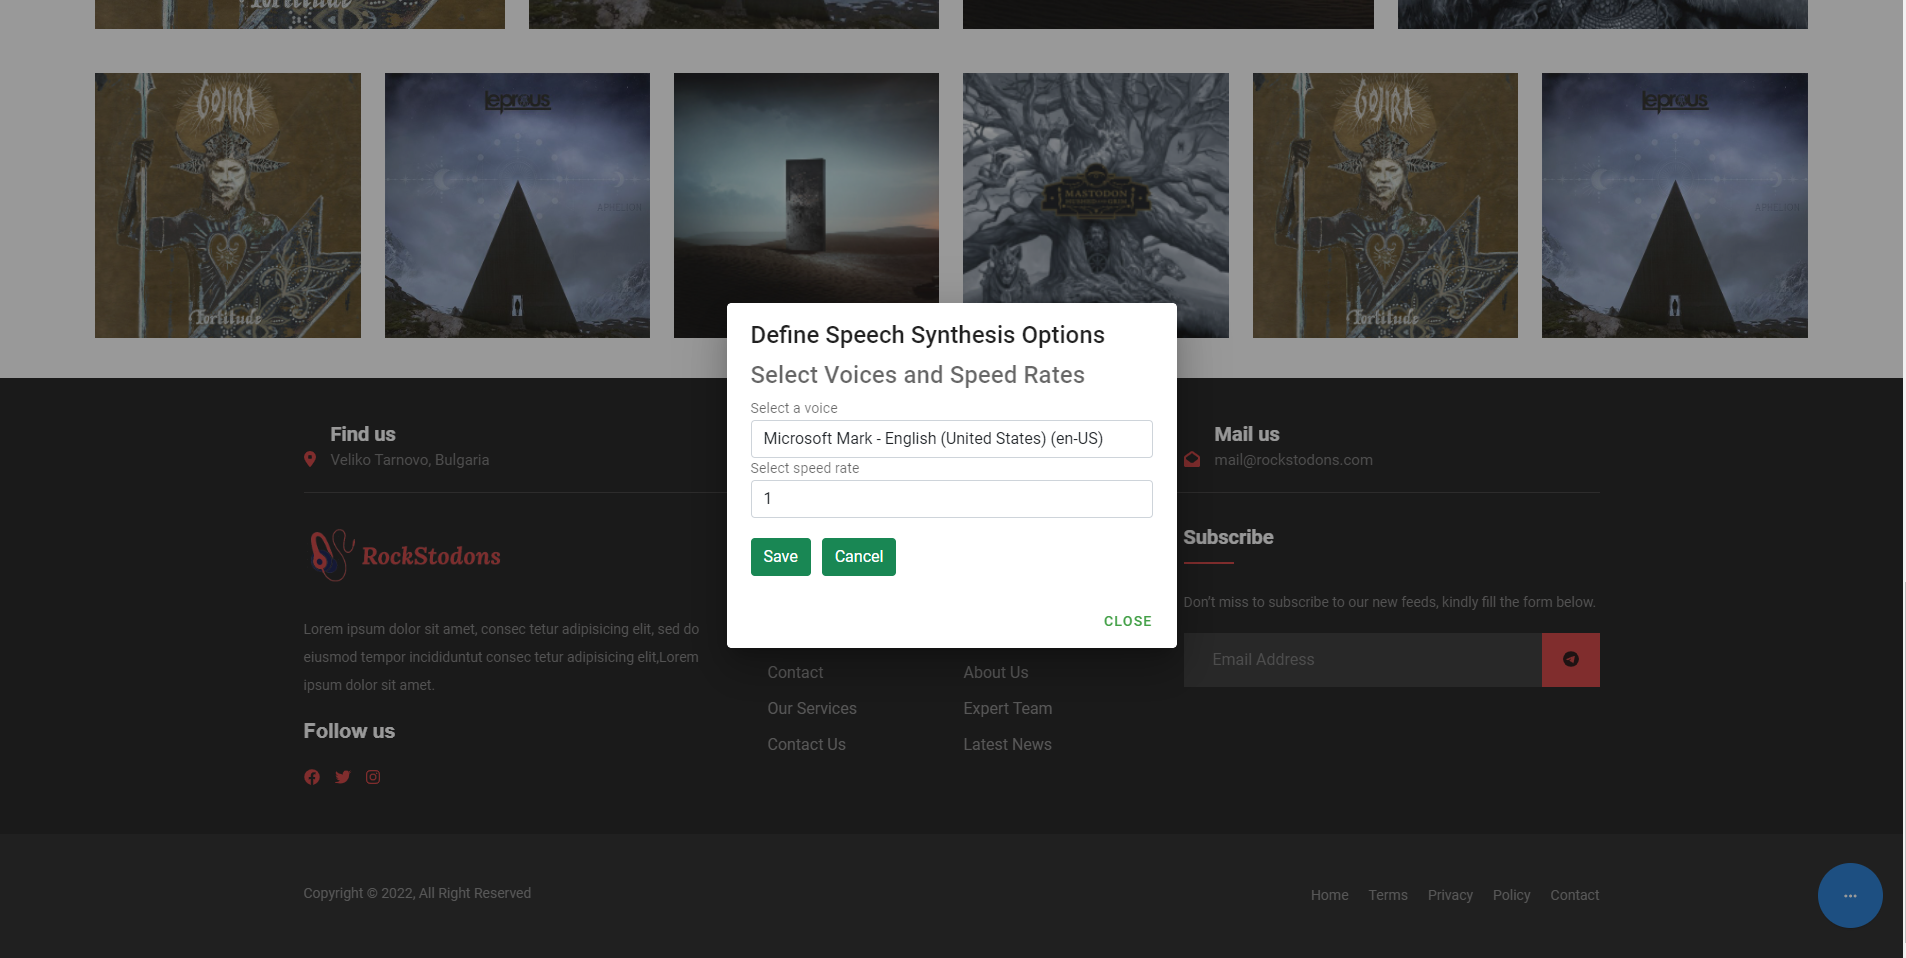 Fortitude
GOJIRA
leprous
GOJIRA
leprous
MASTODON
HUSHED AND GRIM
APHELION
APHELION
Fortitude
Fortitude
Define Speech Synthesis Options
Select Voices and Speed Rates
Select a voice
Microsoft Mark - English (United States) (en-US)
Select speed rate
1
Save Cancel
CLOSE
Find us
Veliko Tarnovo, Bulgaria
Mail us
mail@rockstodons.com
RockStodons
Lorem ipsum dolor sit amet, consec tetur adipisicing elit, sed do
eiusmod tempor incididuntut consec tetur adipisicing elit,Lorem
ipsum dolor sit amet.
Follow us
Contact About Us
Our Services Expert Team
Contact Us Latest News
Subscribe
Don’t miss to subscribe to our new feeds, kindly fill the form below.
Email Address
Copyright © 2022, All Right Reserved
Home Terms Privacy Policy Contact